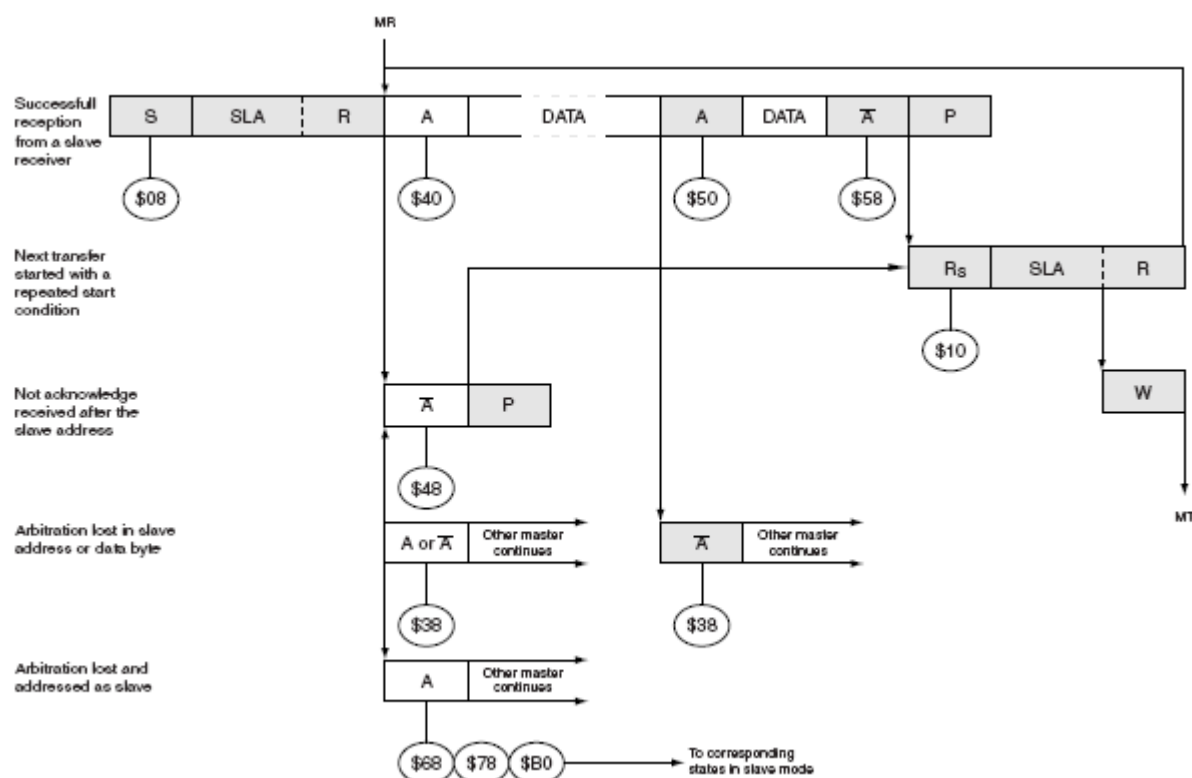 MR
Successfull
reception
from a slave
receiver
S SLA R A DATA A DATA A̅ P
$08 $40 $50 $58
Next transfer
started with a
repeated start
condition
RS SLA R
$10
Not acknowledge
received after the
slave address
A̅ P
W
$48
MT
Arbitration lost in slave
address or data byte
A or A̅
Other master
continues
A̅
Other master
continues
$38 $38
Arbitration lost and
addressed as slave
A
Other master
continues
$68 $78 $B0
To corresponding
states in slave mode